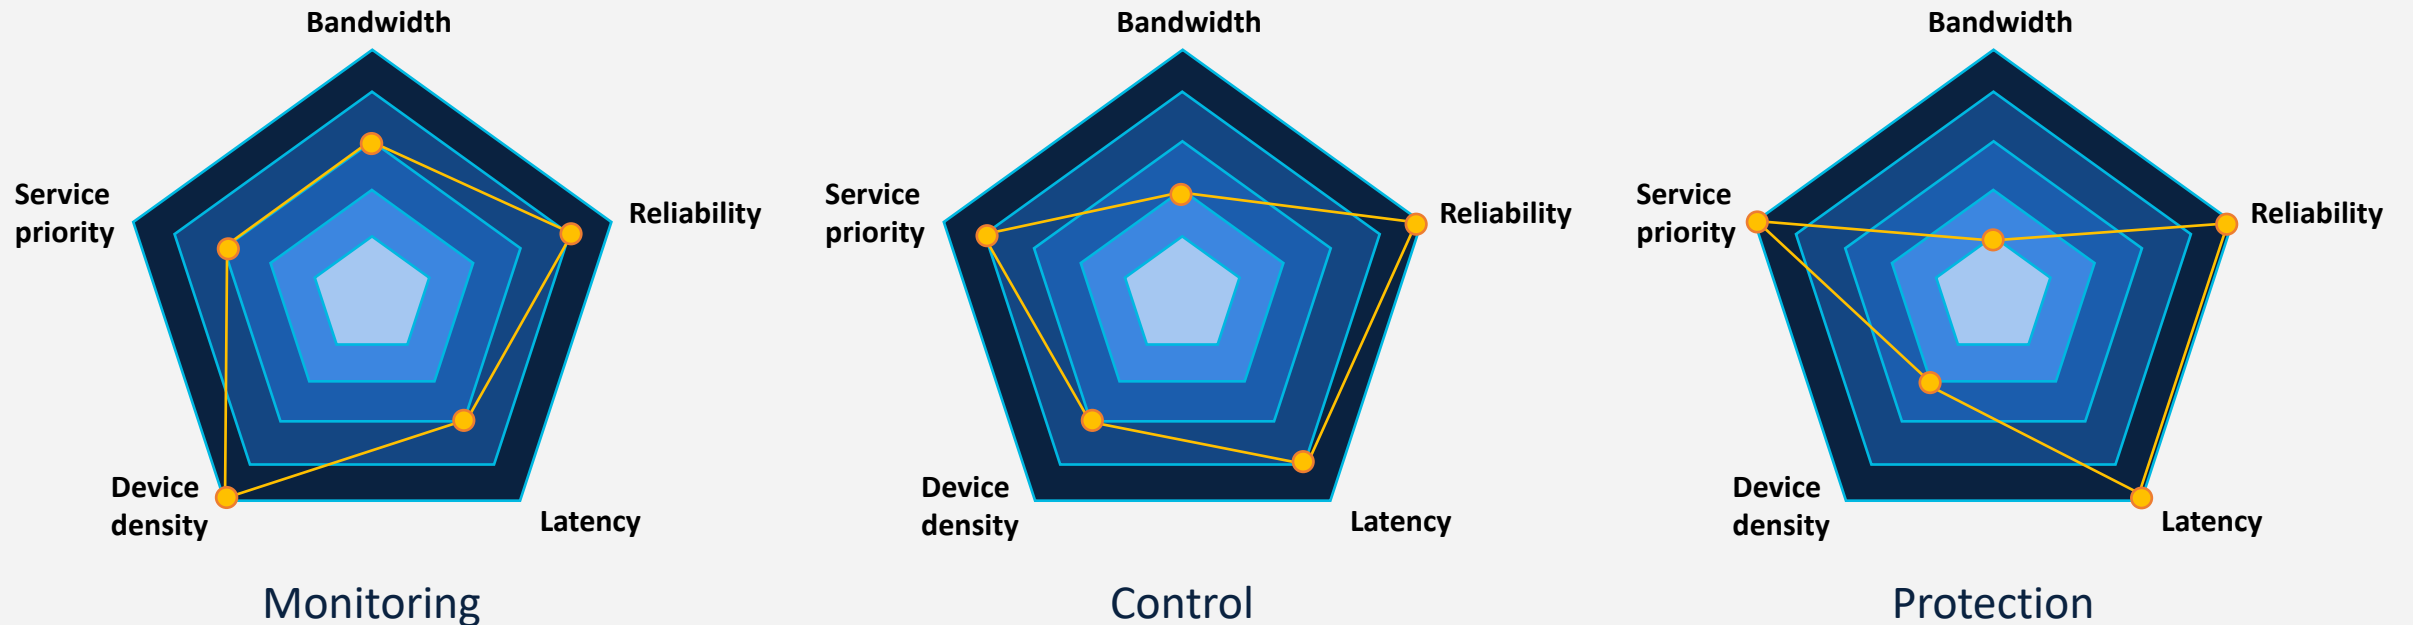 Bandwidth
Service
priority
Reliability
Device
density
Latency
Monitoring
Bandwidth
Service
priority
Reliability
Device
density
Latency
Control
Bandwidth
Service
priority
Reliability
Device
density
Latency
Protection